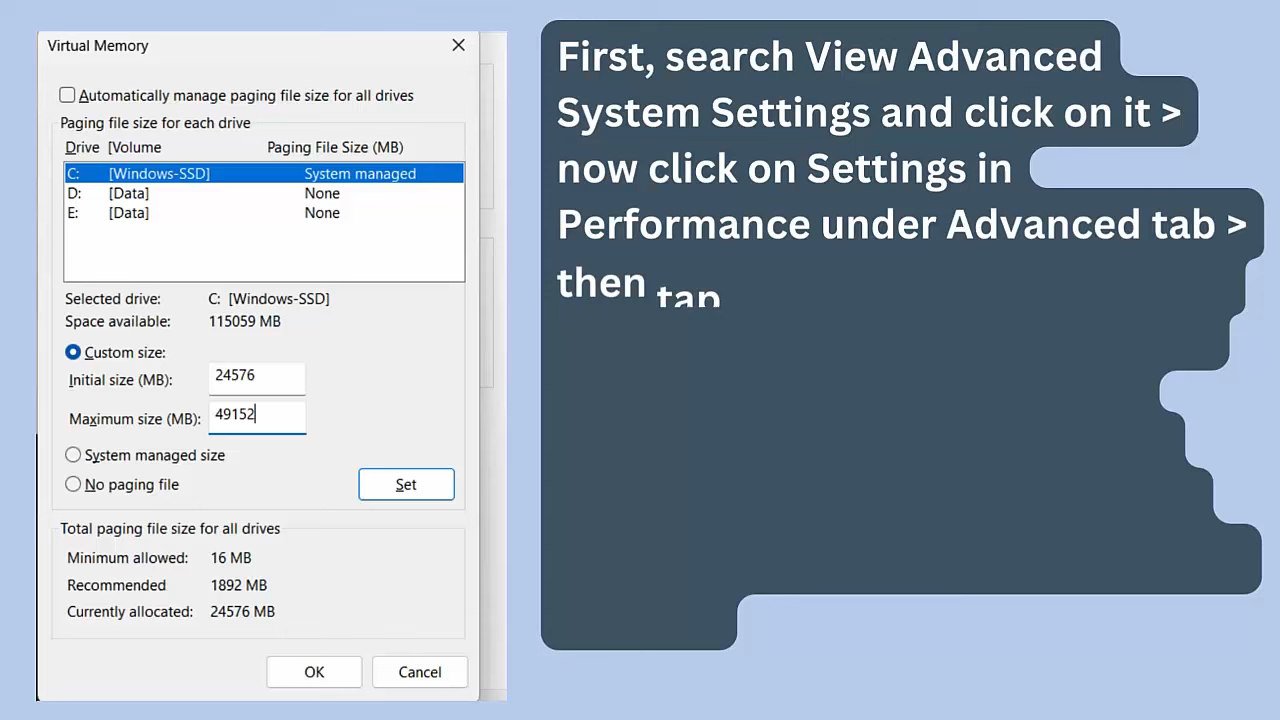 Virtual Memory
Automatically manage paging file size for all drives
Paging file size for each drive
Drive [Volume Paging File Size (MB)
C: [Windows-SSD] System managed
D: [Data] None
E: [Data] None
Selected drive: C: [Windows-SSD]
Space available: 115059 MB
Custom size:
Initial size (MB): 24576
Maximum size (MB): 49152
System managed size
No paging file
Set
Total paging file size for all drives
Minimum allowed: 16 MB
Recommended 1892 MB
Currently allocated: 24576 MB
OK Cancel
First, search View Advanced
System Settings and click on it >
now click on Settings in
Performance under Advanced tab >
then tap